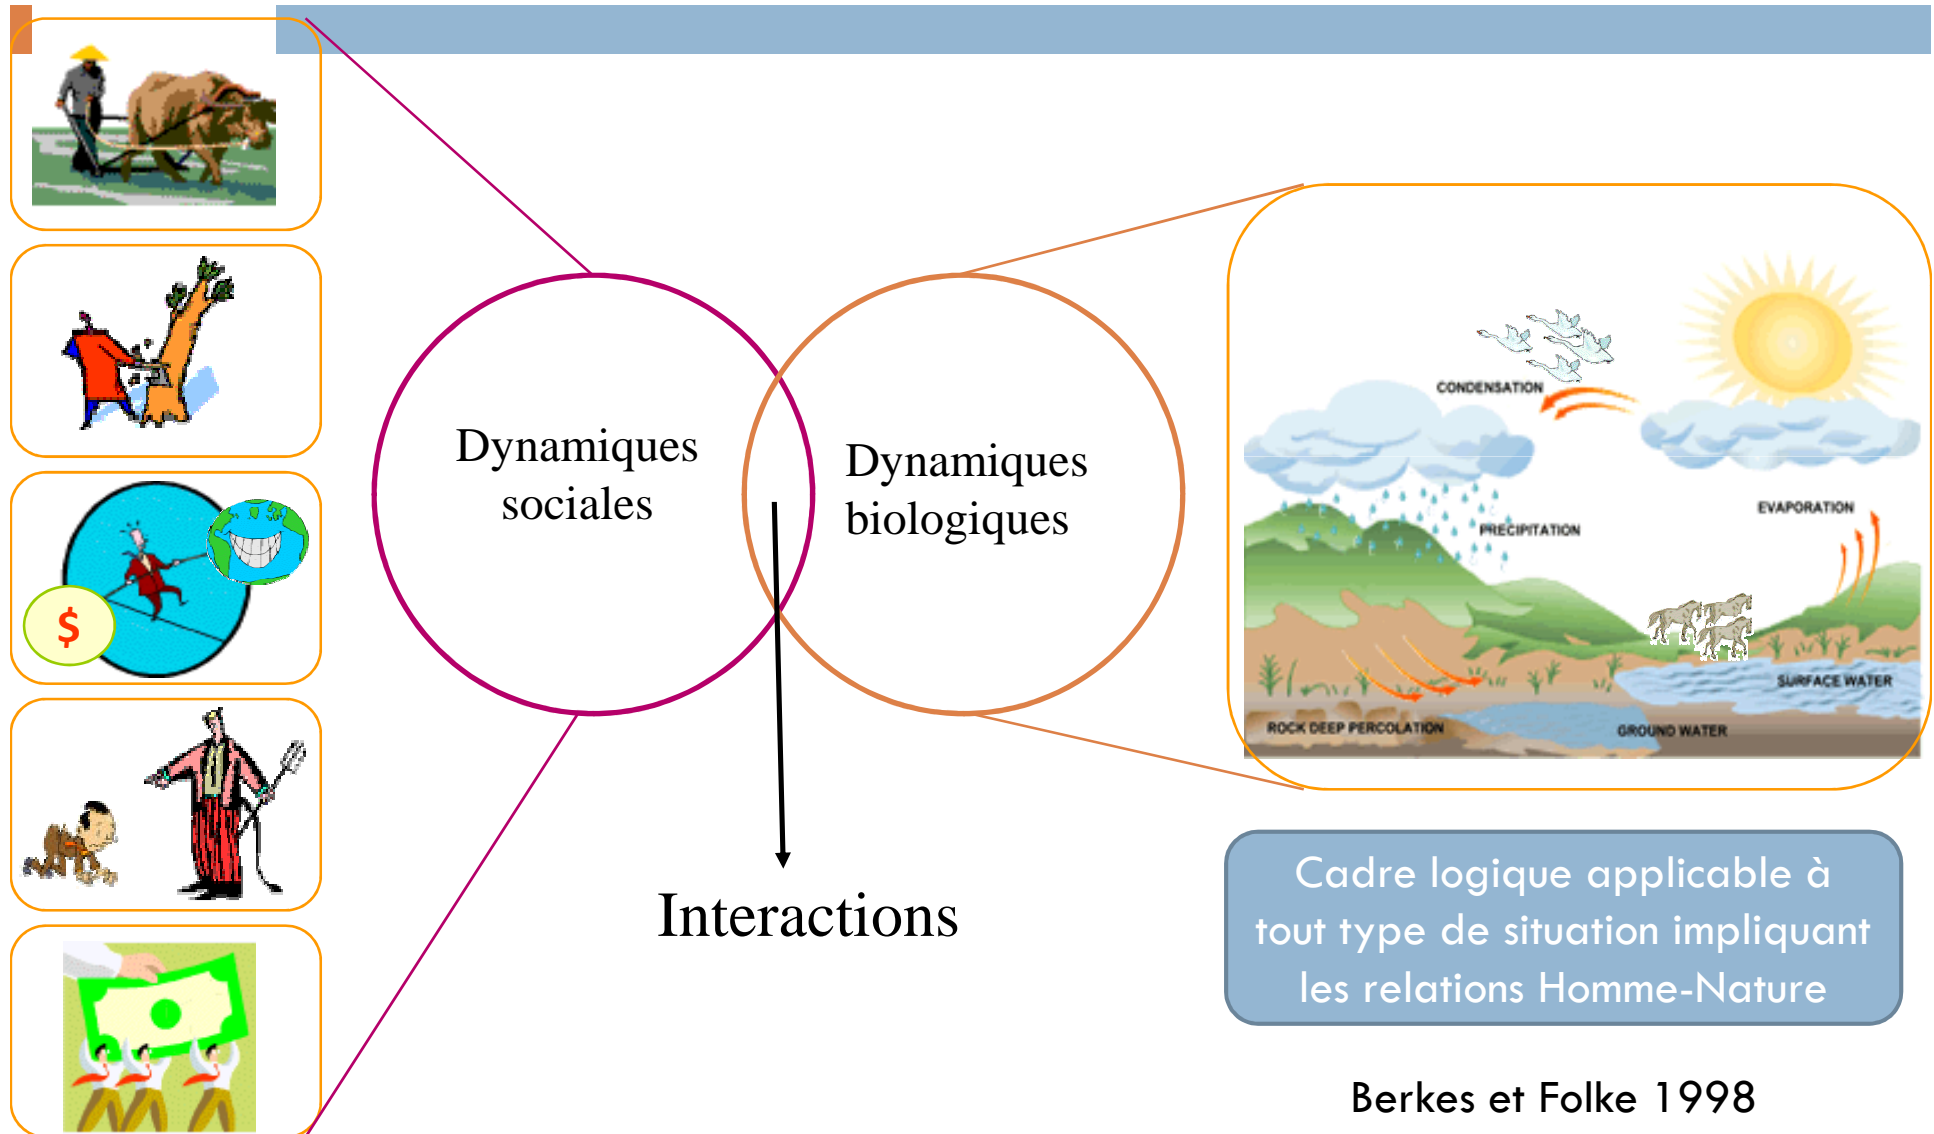 $
Dynamiques
sociales
Dynamiques
biologiques
Interactions
CONDENSATION
PRECIPITATION
EVAPORATION
SURFACE WATER
ROCK DEEP PERCOLATION
GROUND WATER
Cadre logique applicable à
tout type de situation impliquant
les relations Homme-Nature
Berkes et Folke 1998